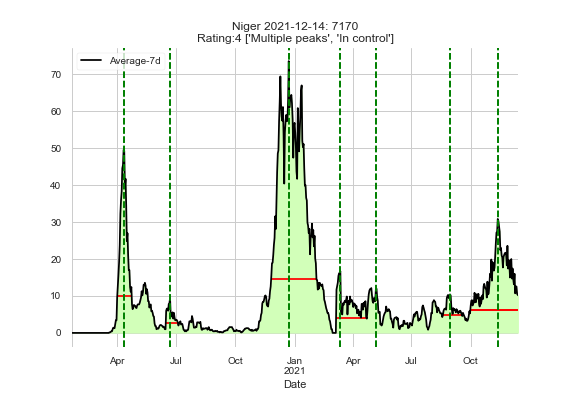 Niger 2021-12-14: 7170
Rating:4 ['Multiple peaks', 'In control']
Average-7d
70
60
50
40
30
20
10
0
Apr Jul Oct Jan Apr Jul Oct
2021
Date